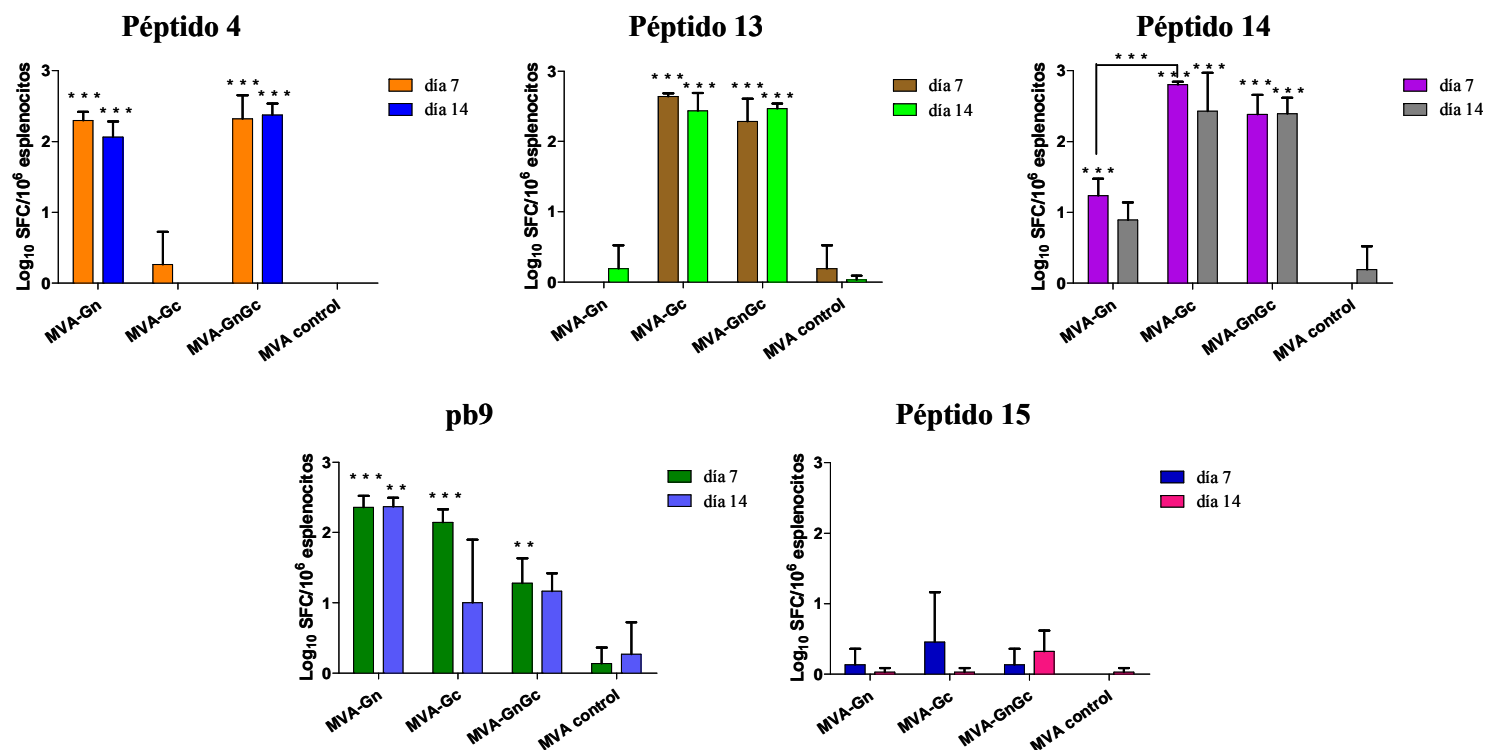 Péptido 4
Log10 SFC/10^6 esplenocitos
3
2
1
0
* * *
* * *
* * *
* * *
día 7
día 14
MVA-Gn
MVA-Gc
MVA-GnGc
MVA control
Péptido 13
Log10 SFC/10^6 esplenocitos
3
2
1
0
* * *
* * *
* * *
* * *
día 7
día 14
MVA-Gn
MVA-Gc
MVA-GnGc
MVA control
Péptido 14
Log10 SFC/10^6 esplenocitos
3
2
1
0
* * *
* * *
* * *
* * *
* * *
* * *
día 7
día 14
MVA-Gn
MVA-Gc
MVA-GnGc
MVA control
pb9
Log10 SFC/10^6 esplenocitos
3
2
1
0
* * *
* *
* * *
* *
día 7
día 14
MVA-Gn
MVA-Gc
MVA-GnGc
MVA control
Péptido 15
Log10 SFC/10^6 esplenocitos
3
2
1
0
día 7
día 14
MVA-Gn
MVA-Gc
MVA-GnGc
MVA control